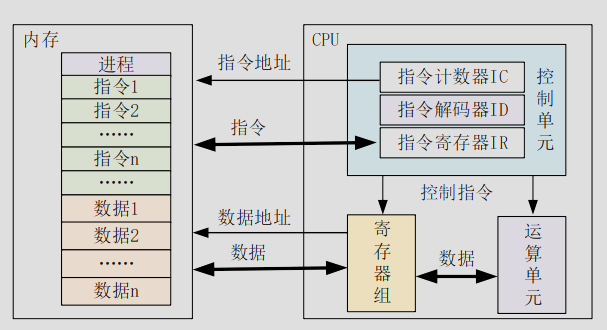 内存
进程
指令1
指令2
……
指令n
……
数据1
数据2
……
数据n
指令地址
指令
数据地址
数据
CPU
指令计数器IC
指令解码器ID
指令寄存器IR
控制单元
控制指令
寄存器组
数据
运算单元